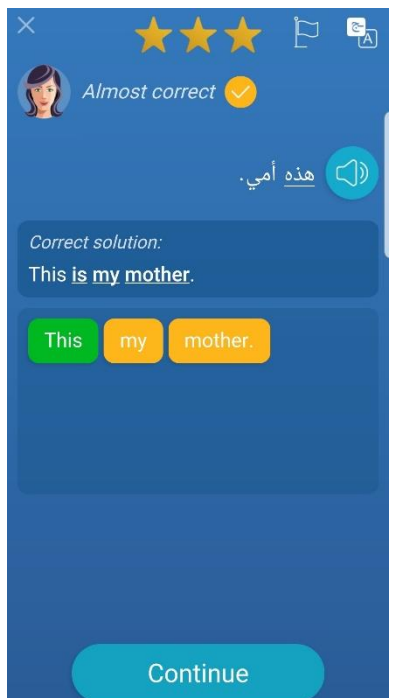 Almost correct
هذه أمي.
Correct solution:
This is my mother.
This my mother.
Continue